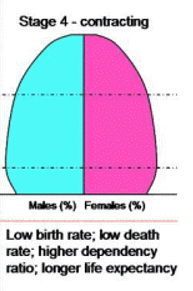 Stage 4 - contracting
Males (%) Females (%)
Low birth rate; low death
rate; higher dependency
ratio; longer life expectancy